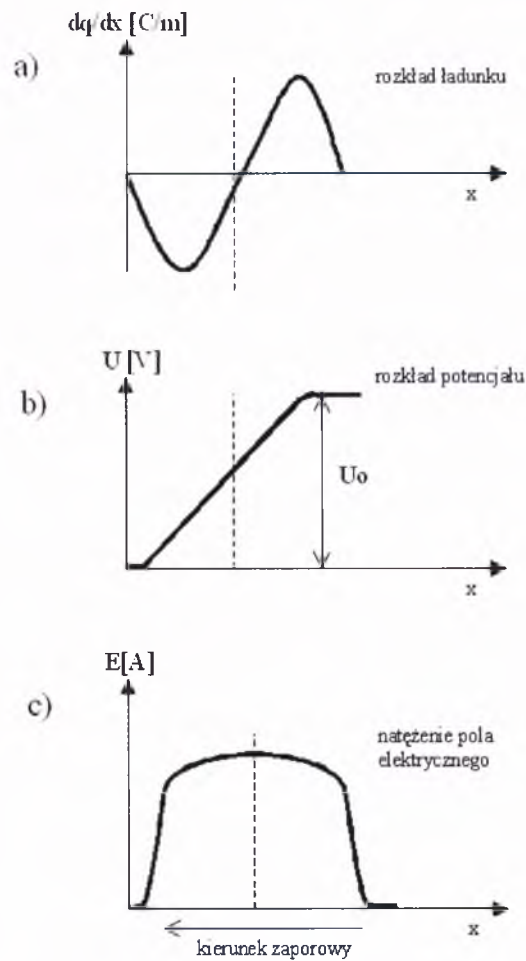 dq/dx [C/m]
a)
rozkład ładunku
x
U [V]
b)
rozkład potencjału
Uo
x
E[A]
c)
natężenie pola
elektrycznego
x
kierunek zaporowy